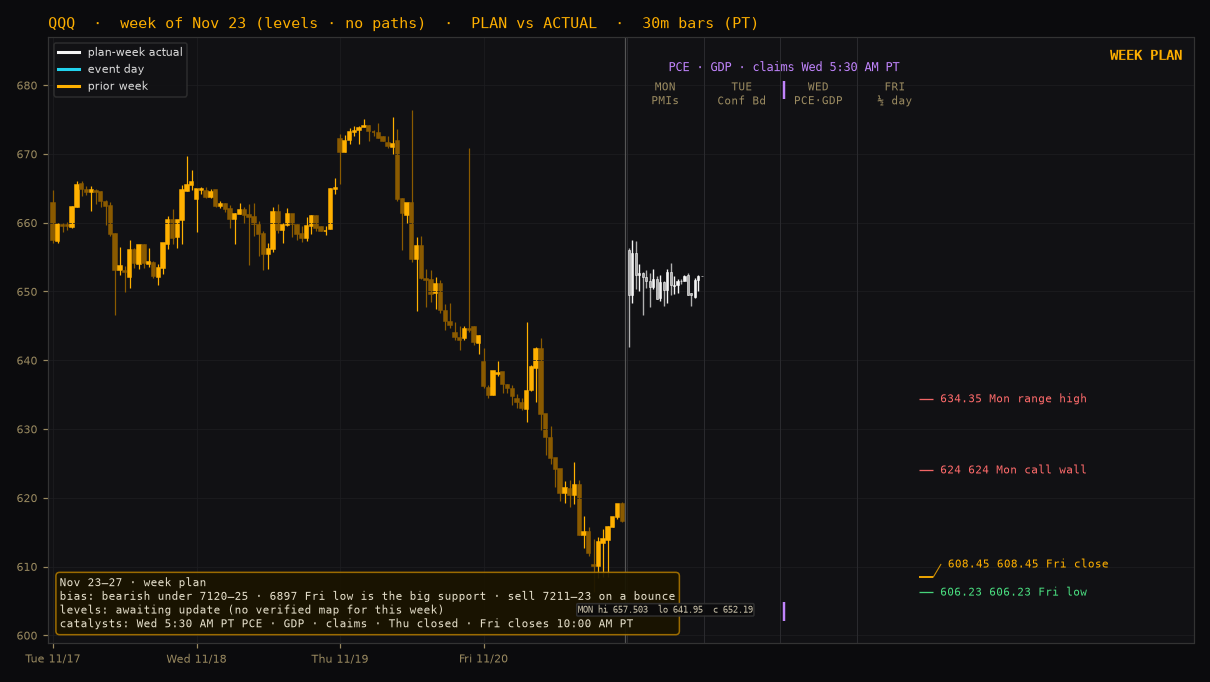 QQQ · week of Nov 23 (levels · no paths) · PLAN vs ACTUAL · 30m bars (PT)
plan-week actual
event day
prior week
WEEK PLAN
PCE · GDP · claims Wed 5:30 AM PT
MON TUE WED FRI
PMIs Conf Bd PCE·GDP ½ day
680
670
660
650
640
630
620
610
600
634.35 Mon range high
624 624 Mon call wall
608.45 608.45 Fri close
606.23 606.23 Fri low
Nov 23–27 · week plan
bias: bearish under 7120–25 · 6897 Fri low is the big support · sell 7211–23 on a bounce
levels: awaiting update (no verified map for this week)
MON hi 657.503 lo 641.95 c 652.19
catalysts: Wed 5:30 AM PT PCE · GDP · claims · Thu closed · Fri closes 10:00 AM PT
Tue 11/17 Wed 11/18 Thu 11/19 Fri 11/20